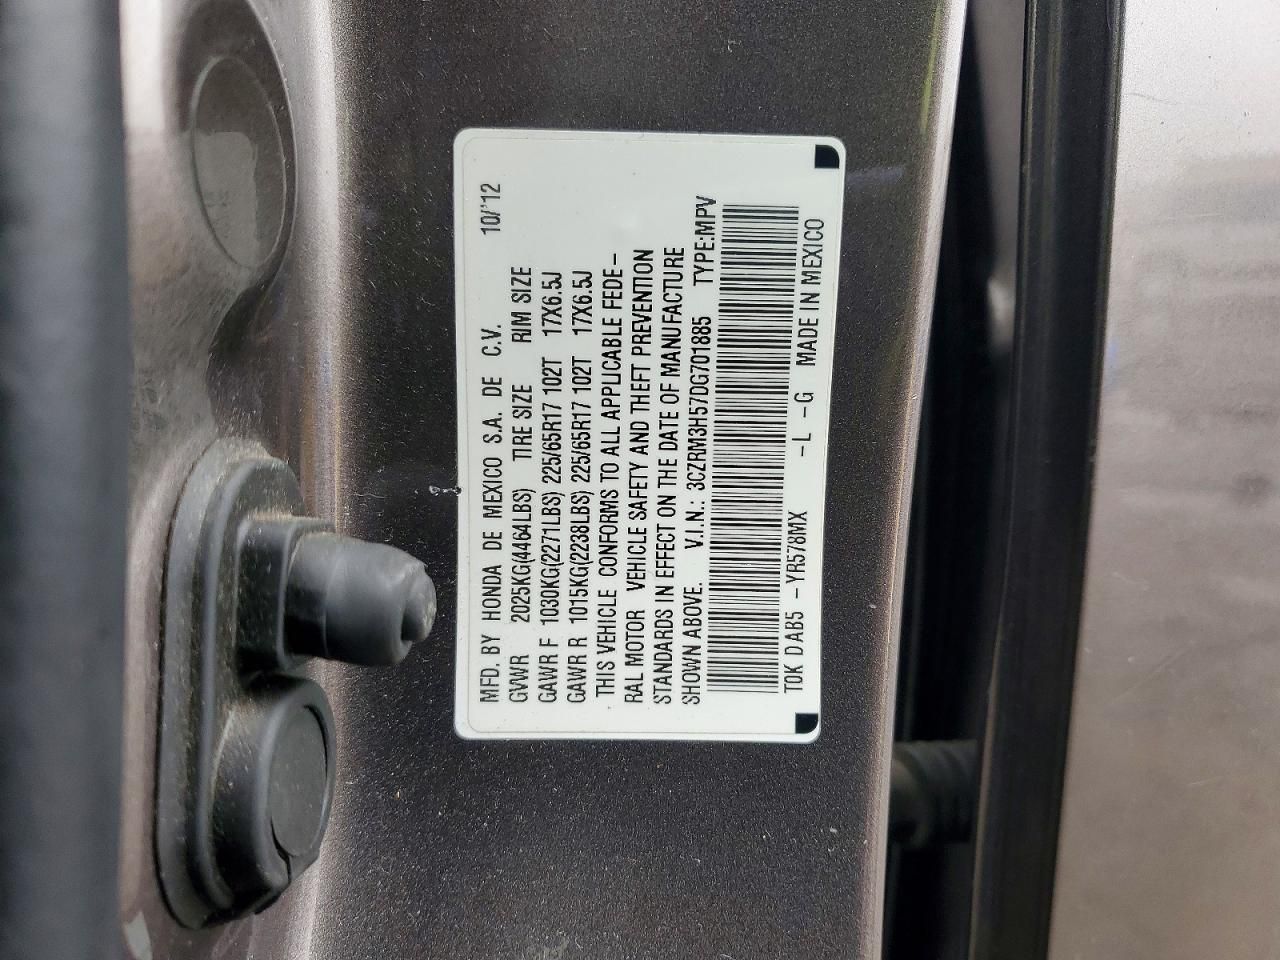 MFD. BY HONDA DE MEXICO S.A. DE C.V. 10/'12
GVWR 2025KG(4464LBS) TIRE SIZE RIM SIZE
GAWR F 1030KG(2271LBS) 225/65R17 102T 17X6.5J
GAWR R 1015KG(2238LBS) 225/65R17 102T 17X6.5J
THIS VEHICLE CONFORMS TO ALL APPLICABLE FEDE-
RAL MOTOR VEHICLE SAFETY AND THEFT PREVENTION
STANDARDS IN EFFECT ON THE DATE OF MANUFACTURE
SHOWN ABOVE. V.I.N.: 3CZRM3H57DG701885 TYPE:MPV
T0K DAB5 -YR578MX -L -G MADE IN MEXICO